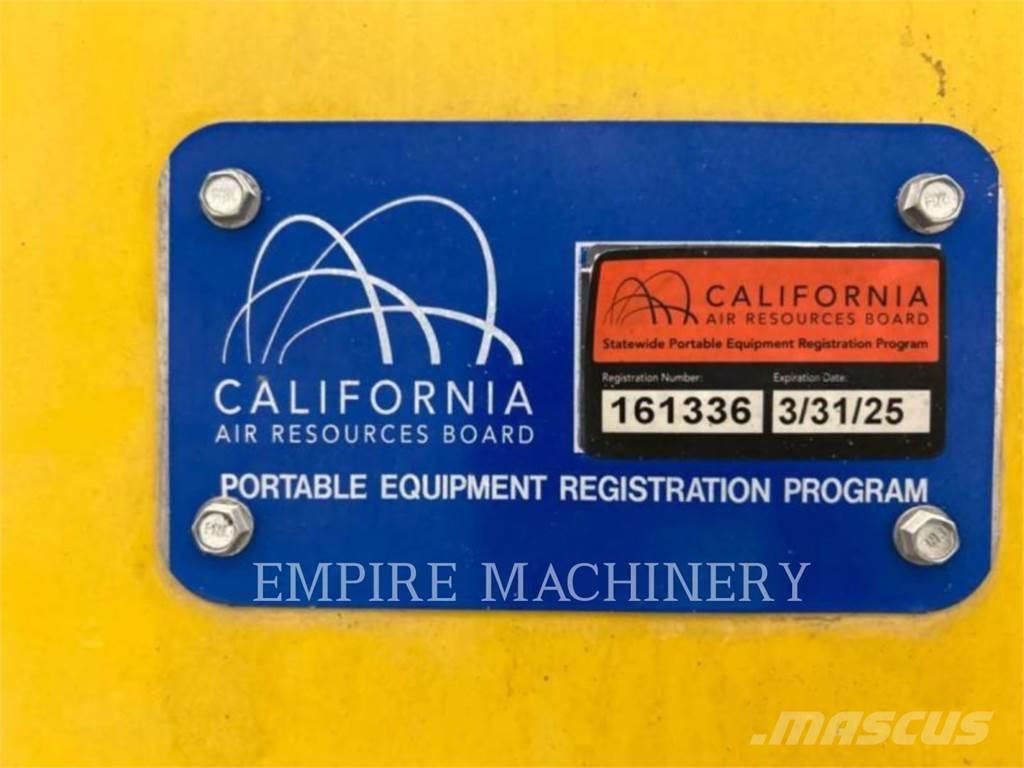 CALIFORNIA
AIR RESOURCES BOARD
CALIFORNIA
AIR RESOURCES BOARD
Statewide Portable Equipment Registration Program
Registration Number: Expiration Date:
161336 3/31/25
PORTABLE EQUIPMENT REGISTRATION PROGRAM
EMPIRE MACHINERY
MASCUS